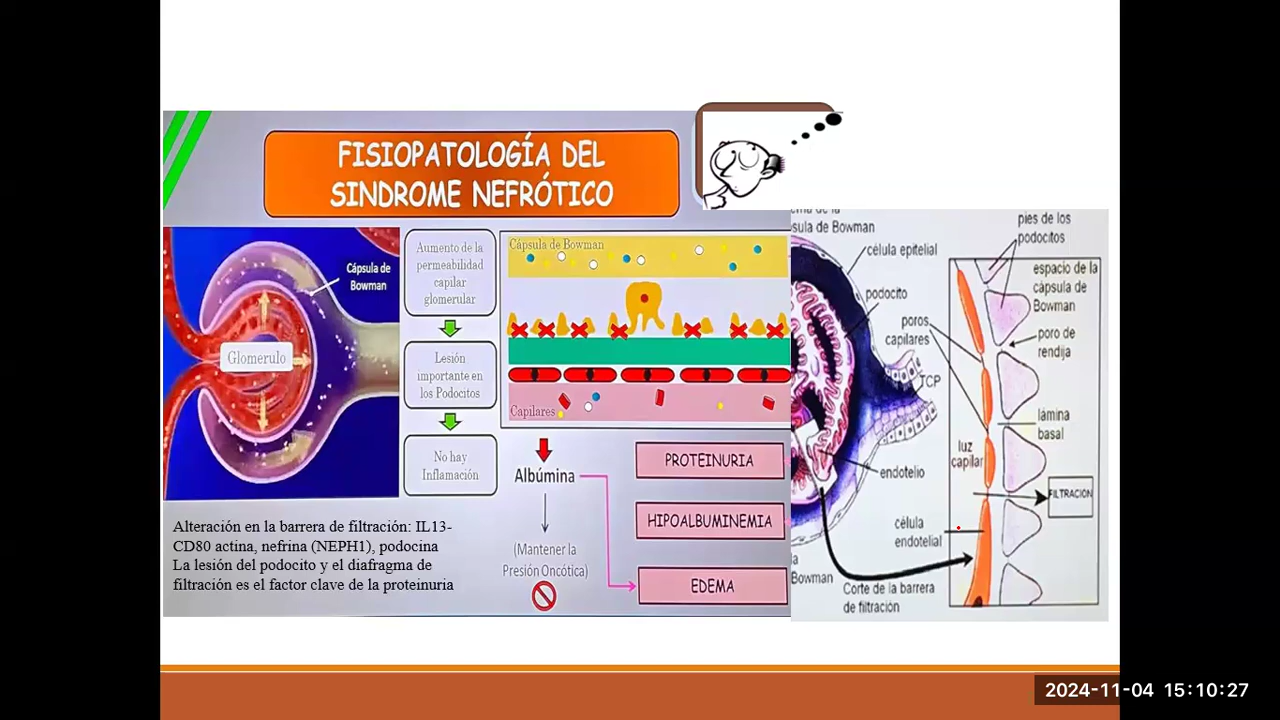 FISIOPATOLOGÍA DEL
SINDROME NEFRÓTICO
Cápsula de
Bowman
Glomerulo
Aumento de la
permeabilidad
capilar
glomerular
Lesión
importante en
los Podocitos
No hay
Inflamación
Cápsula de Bowman
Capilares
Albúmina
(Mantener la
Presión Oncótica)
PROTEINURIA
HIPOALBUMINEMIA
EDEMA
Alteración en la barrera de filtración: IL13-
CD80 actina, nefrina (NEPH1), podocina
La lesión del podocito y el diafragma de
filtración es el factor clave de la proteinuria
de la
sula de Bowman
célula epitelial
podocito
poros
capilares
TCP
endotelio
célula
endotelial
Bowman
Corte de la barrera
de filtración
pies de los
podocitos
espacio de la
cápsula de
Bowman
poro de
rendija
lámina
basal
luz
capilar
FILTRACIÓN
2024-11-04 15:10:27